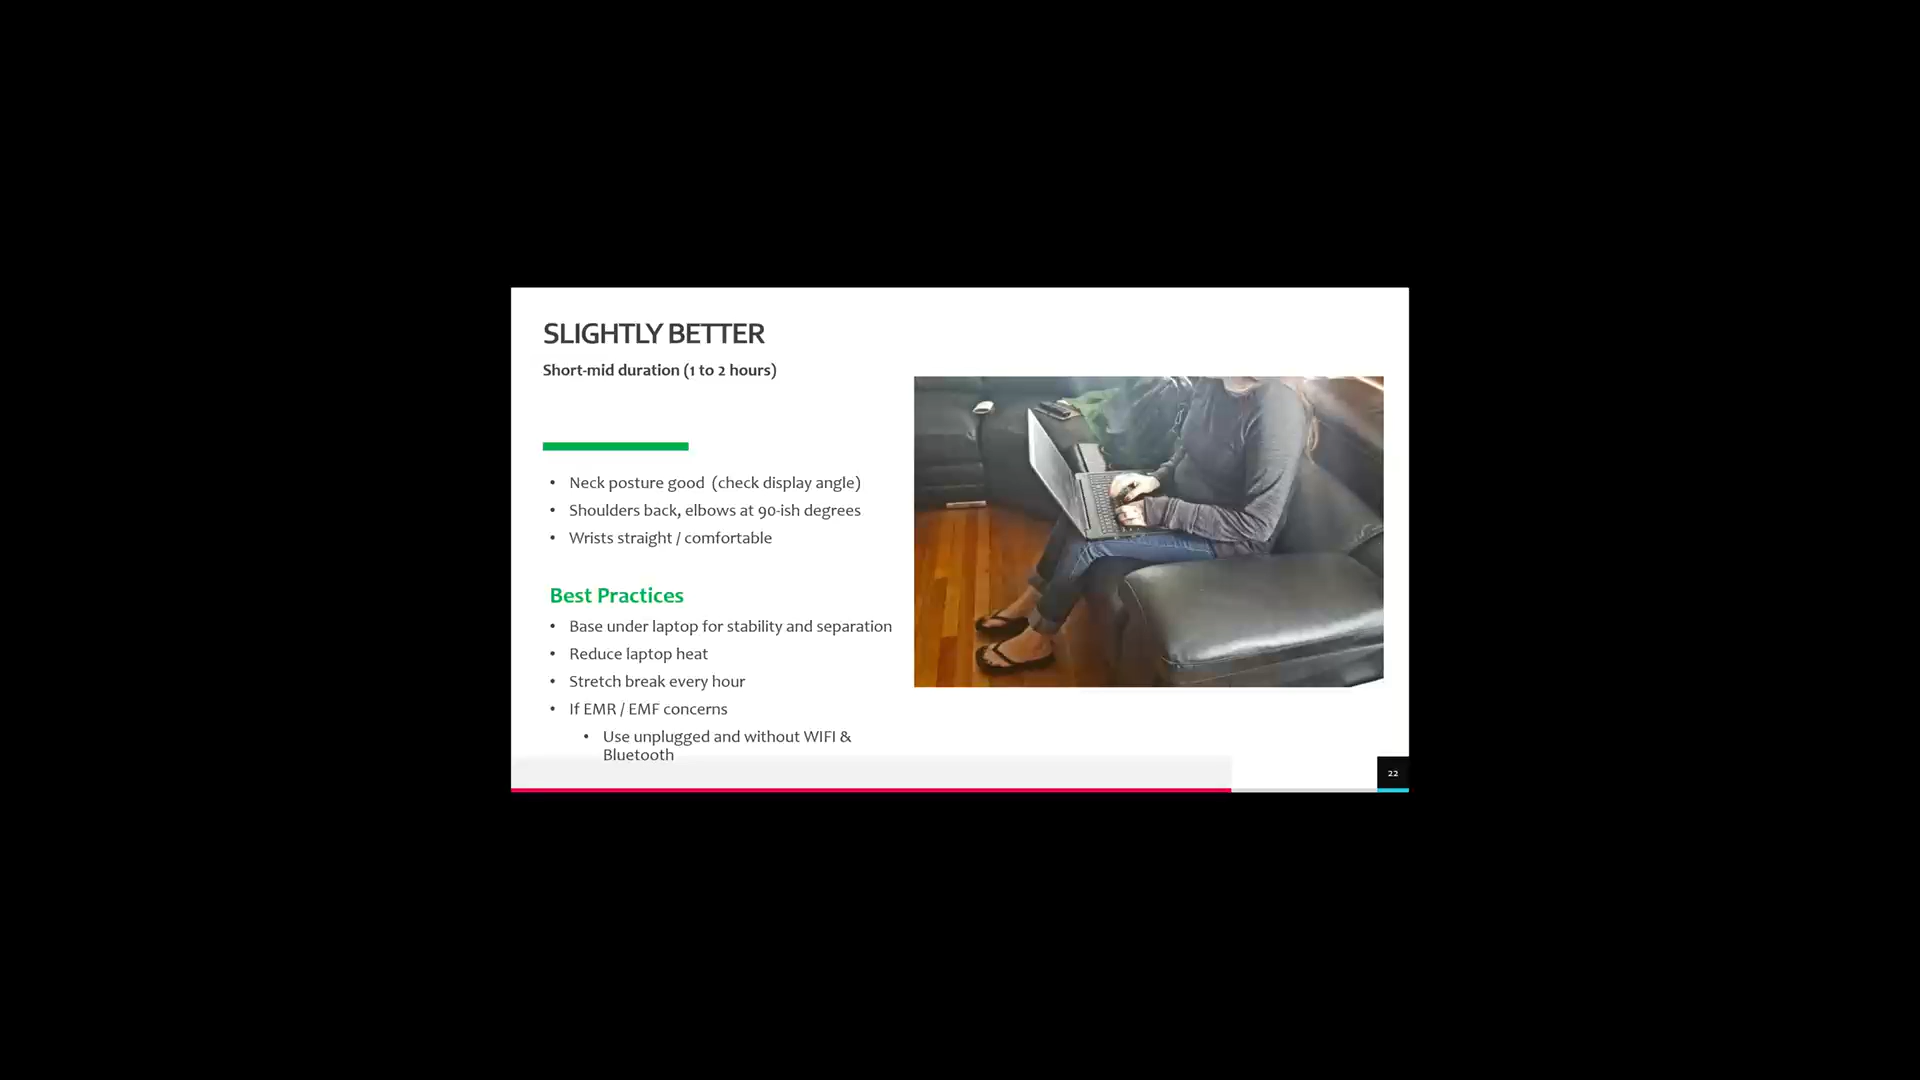 SLIGHTLY BETTER
Short-mid duration (1 to 2 hours)
• Neck posture good  (check display angle)
• Shoulders back, elbows at 90-ish degrees
• Wrists straight / comfortable
Best Practices
• Base under laptop for stability and separation
• Reduce laptop heat
• Stretch break every hour
• If EMR / EMF concerns
• Use unplugged and without WIFI &
Bluetooth
22